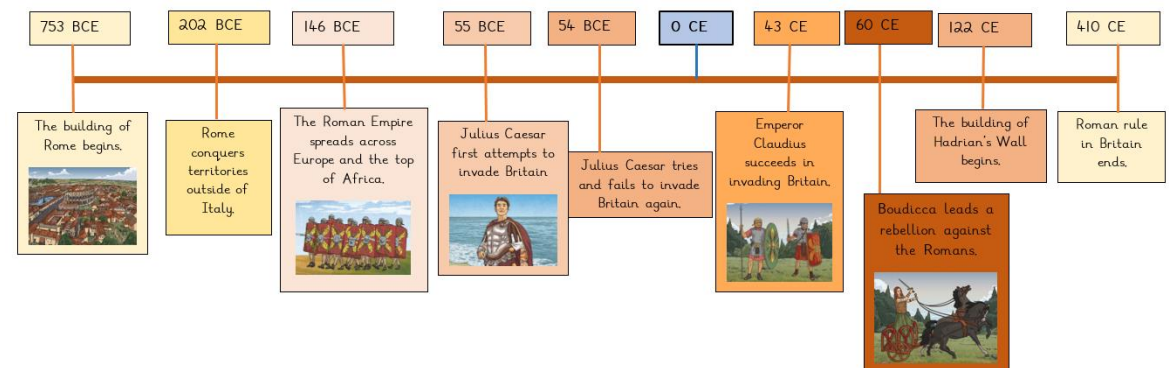 753 BCE
202 BCE
146 BCE
55 BCE
54 BCE
0 CE
43 CE
60 CE
122 CE
410 CE
The building of
Rome begins.
Rome
conquers
territories
outside of
Italy.
The Roman Empire
spreads across
Europe and the top
of Africa.
Julius Caesar
first attempts to
invade Britain
Julius Caesar tries
and fails to invade
Britain again.
Emperor
Claudius
succeeds in
invading Britain.
Boudicca leads a
rebellion against
the Romans.
The building of
Hadrian's Wall
begins.
Roman rule
in Britain
ends.